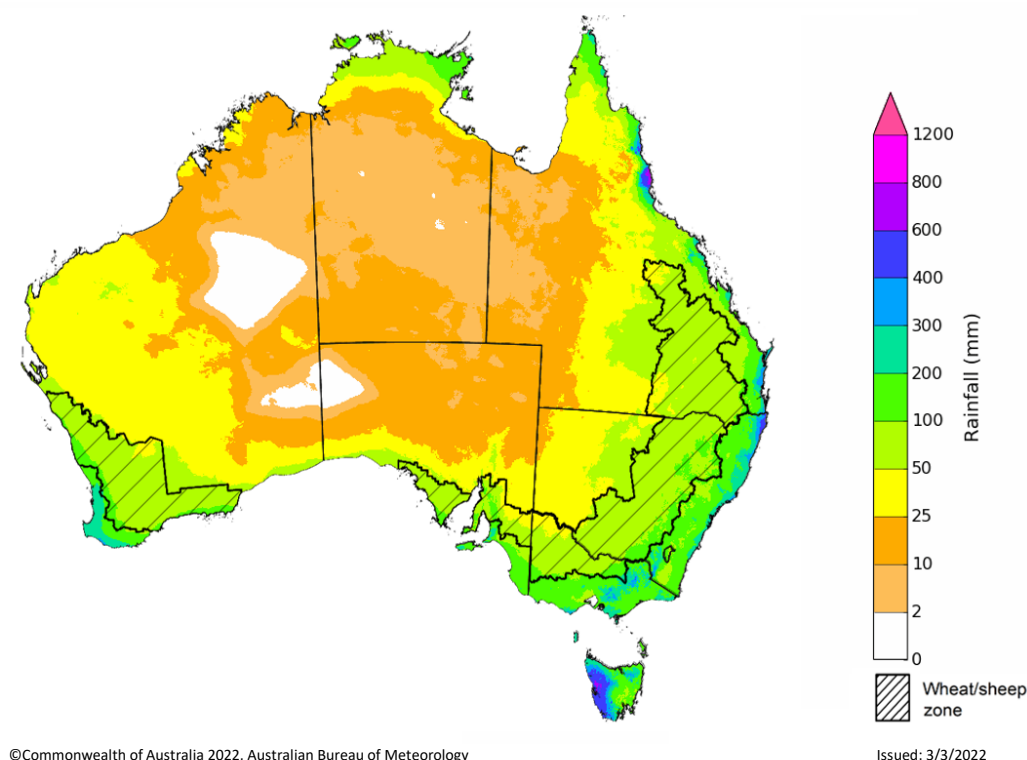 1200
800
600
400
300
200
100
50
25
10
2
0
Rainfall (mm)
Wheat/sheep
zone
©Commonwealth of Australia 2022, Australian Bureau of Meteorology
Issued: 3/3/2022